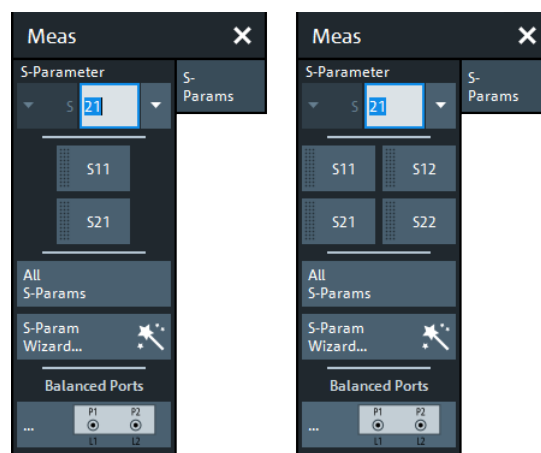 Meas
S-Parameter
S 21
S-
Params
S11
S21
All
S-Params
S-Param
Wizard...
Balanced Ports
...
P1 P2
L1 L2
Meas
S-Parameter
S 21
S-
Params
S11 S12
S21 S22
All
S-Params
S-Param
Wizard...
Balanced Ports
...
P1 P2
L1 L2